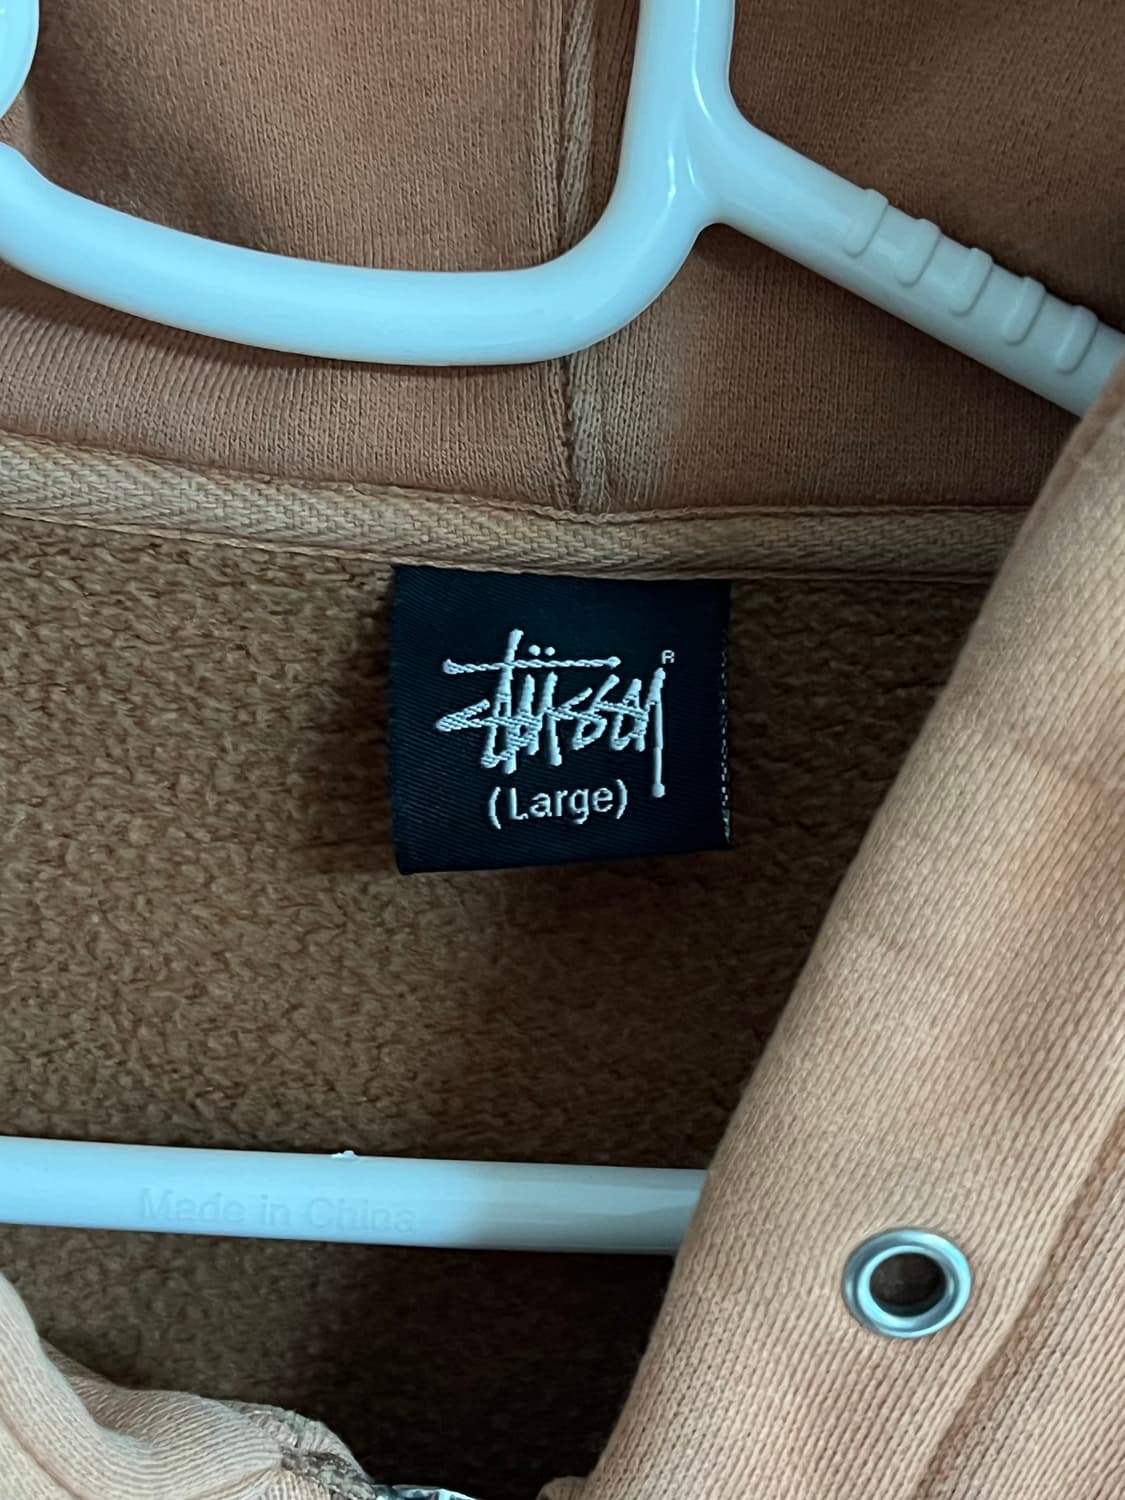 Stüssy
R
(Large)
Made in China